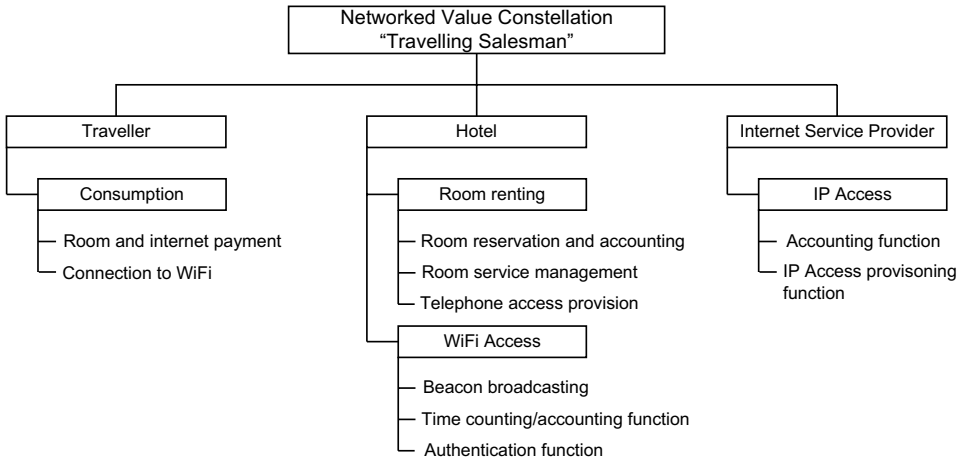 Networked Value Constellation
“Travelling Salesman”
Traveller
Consumption
Room and internet payment
Connection to WiFi
Hotel
Room renting
Room reservation and accounting
Room service management
Telephone access provision
WiFi Access
Beacon broadcasting
Time counting/accounting function
Authentication function
Internet Service Provider
IP Access
Accounting function
IP Access provisoning
function